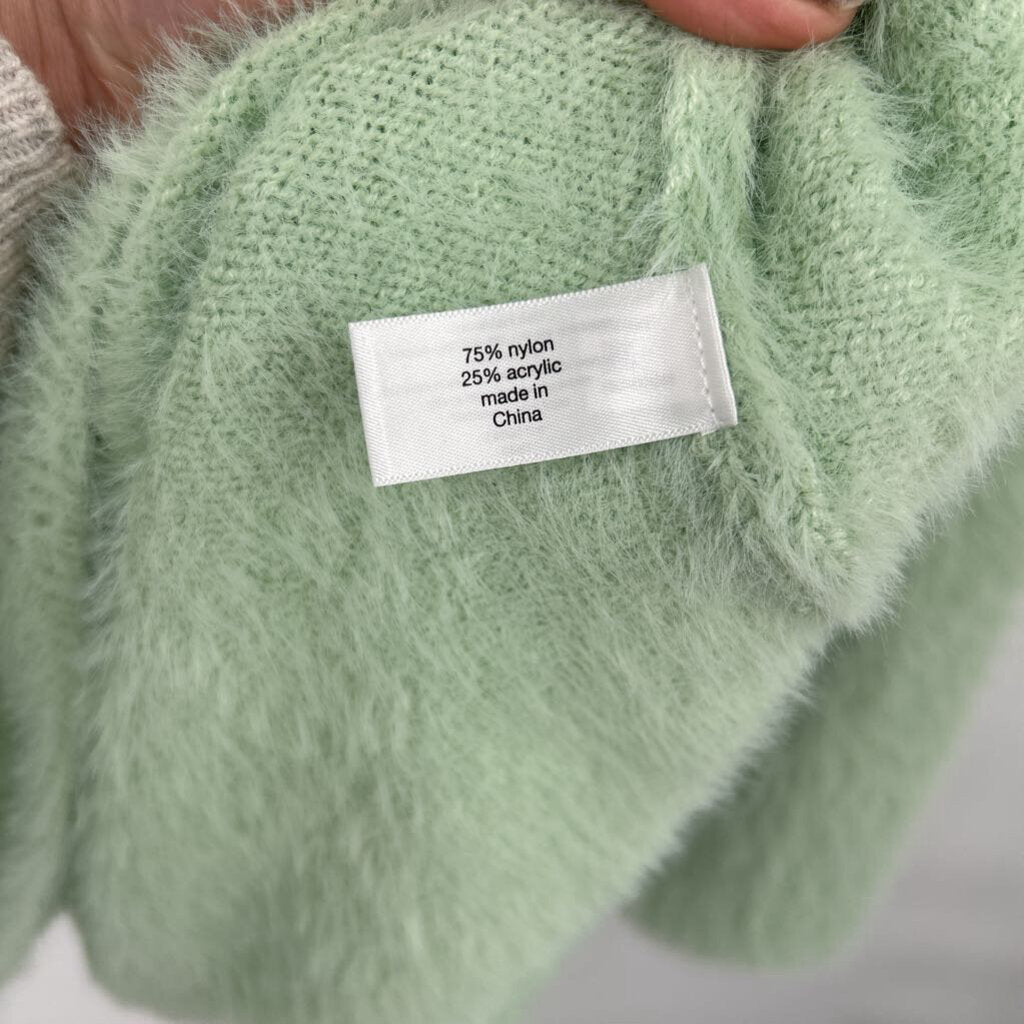 75% nylon
25% acrylic
made in
China